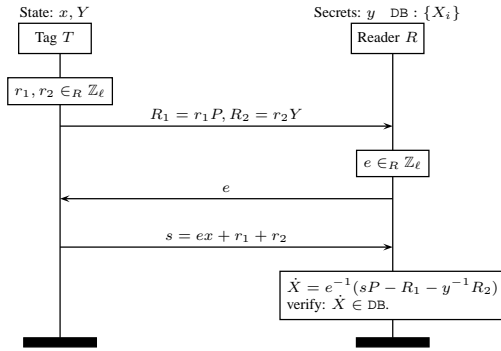 State: x, Y
Secrets: y DB : {X_i}
Tag T
Reader R
r_1, r_2 ∈_R ℤ_ℓ
R_1 = r_1P, R_2 = r_2Y
e ∈_R ℤ_ℓ
e
s = ex + r_1 + r_2
Ẋ = e^{-1}(sP − R_1 − y^{-1}R_2)
verify: Ẋ ∈ DB.